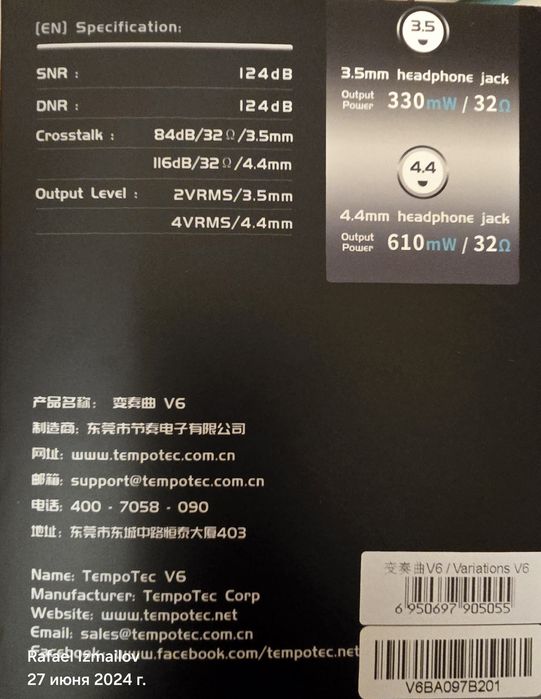 [EN] Specification:
SNR : 124dB
DNR : 124dB
Crosstalk : 84dB/32Ω/3.5mm
116dB/32Ω/4.4mm
Output Level : 2VRMS/3.5mm
4VRMS/4.4mm
3.5
3.5mm headphone jack
Output Power 330mW / 32Ω
4.4
4.4mm headphone jack
Output Power 610mW / 32Ω
产品名称: 变奏曲 V6
制造商: 东莞市节奏电子有限公司
网址: www.tempotec.com.cn
邮箱: support@tempotec.com.cn
电话: 400 - 7058 - 090
地址: 东莞市东城中路恒泰大厦403
Name: TempoTec V6
Manufacturer: TempoTec Corp
Website: www.tempotec.net
Email: sales@tempotec.com.cn
Facebook: www.facebook.com/tempotec.net
变奏曲V6 / Variations V6
6 950697 905055
V6BA097B201
Rafael Izmailov
27 июня 2024 г.